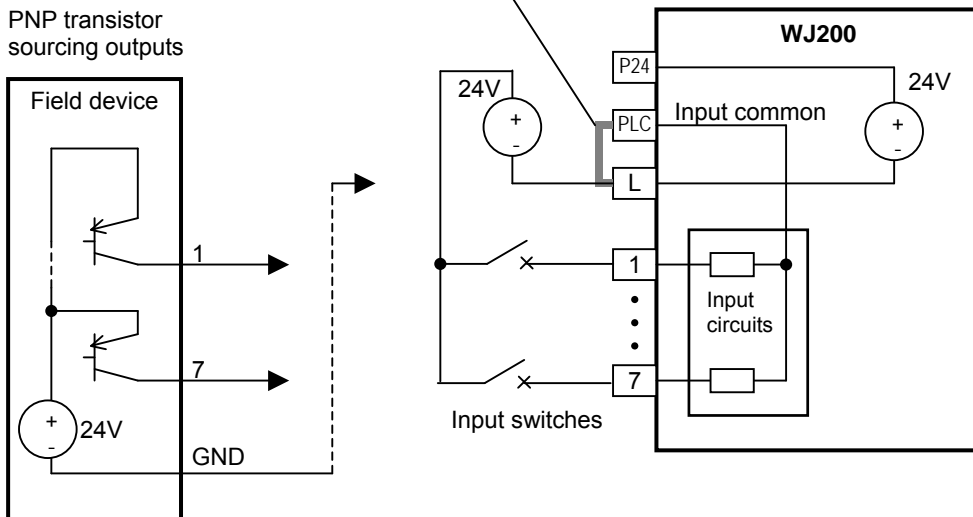 PNP transistor
sourcing outputs
Field device
1
7
+
-
24V
GND
WJ200
P24
24V
+
-
PLC
Input common
24V
+
-
L
1
Input
circuits
7
Input switches